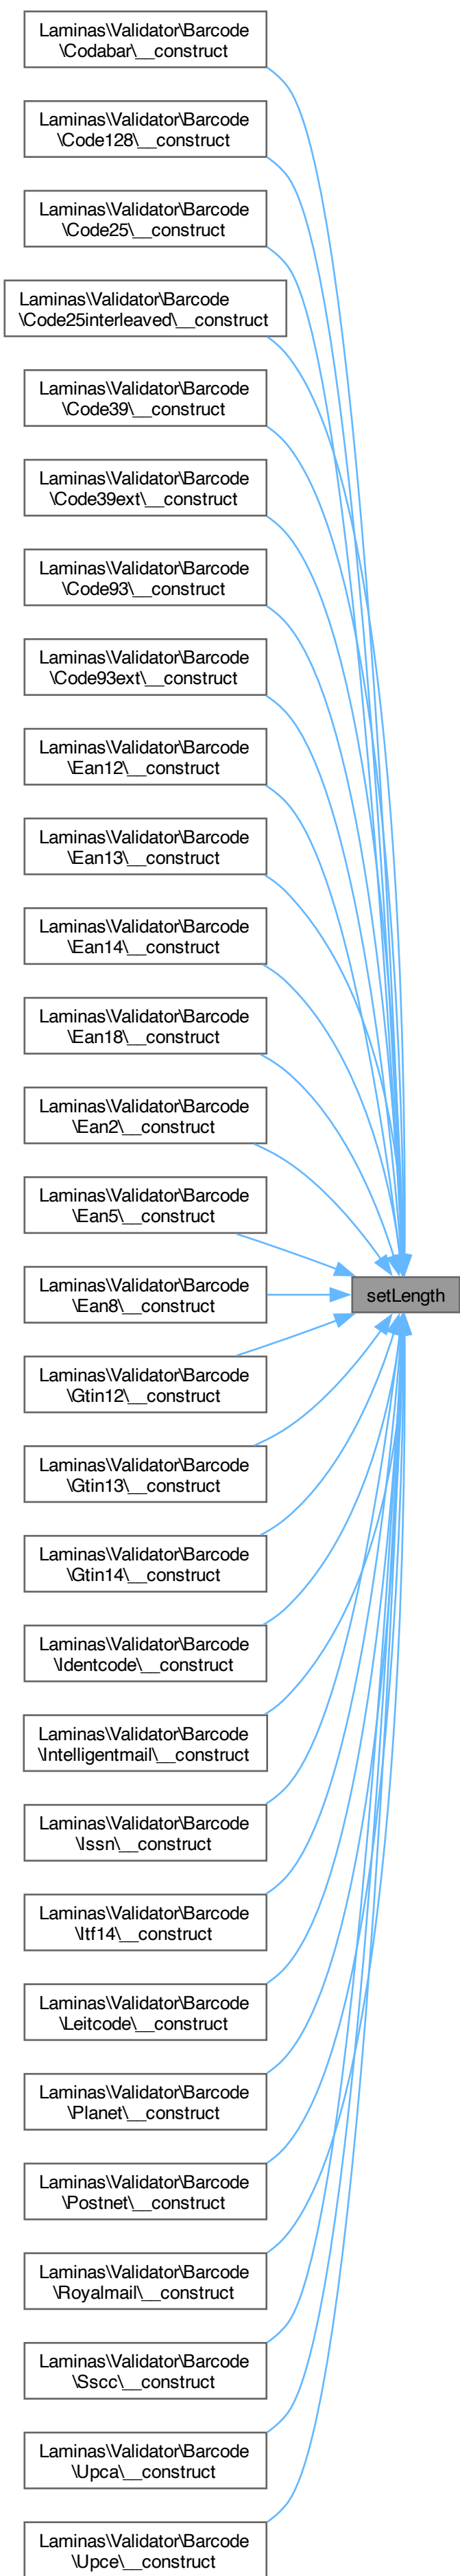 Laminas\Validator\Barcode
\Codabar\__construct
Laminas\Validator\Barcode
\Code128\__construct
Laminas\Validator\Barcode
\Code25\__construct
Laminas\Validator\Barcode
\Code25interleaved\__construct
Laminas\Validator\Barcode
\Code39\__construct
Laminas\Validator\Barcode
\Code39ext\__construct
Laminas\Validator\Barcode
\Code93\__construct
Laminas\Validator\Barcode
\Code93ext\__construct
Laminas\Validator\Barcode
\Ean12\__construct
Laminas\Validator\Barcode
\Ean13\__construct
Laminas\Validator\Barcode
\Ean14\__construct
Laminas\Validator\Barcode
\Ean18\__construct
Laminas\Validator\Barcode
\Ean2\__construct
Laminas\Validator\Barcode
\Ean5\__construct
Laminas\Validator\Barcode
\Ean8\__construct
setLength
Laminas\Validator\Barcode
\Gtin12\__construct
Laminas\Validator\Barcode
\Gtin13\__construct
Laminas\Validator\Barcode
\Gtin14\__construct
Laminas\Validator\Barcode
\Identcode\__construct
Laminas\Validator\Barcode
\Intelligentmail\__construct
Laminas\Validator\Barcode
\Issn\__construct
Laminas\Validator\Barcode
\Itf14\__construct
Laminas\Validator\Barcode
\Leitcode\__construct
Laminas\Validator\Barcode
\Planet\__construct
Laminas\Validator\Barcode
\Postnet\__construct
Laminas\Validator\Barcode
\Royalmail\__construct
Laminas\Validator\Barcode
\Sscc\__construct
Laminas\Validator\Barcode
\Upca\__construct
Laminas\Validator\Barcode
\Upce\__construct